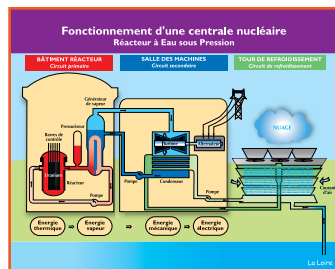 Fonctionnement d'une centrale nucléaire
Réacteur à Eau sous Pression
BÂTIMENT RÉACTEUR
Circuit primaire
SALLE DES MACHINES
Circuit secondaire
TOUR DE REFROIDISSEMENT
Circuit de refroidissement
Générateur
de vapeur
Pressuriseur
Barres de
contrôle
Uranium
Réacteur
Pompe
Turbine
Alternateur
Condenseur
Pompe
Pompe
NUAGE
Courant
d'air
Energie
thermique
Energie
vapeur
Energie
mécanique
Energie
électrique
La Loire